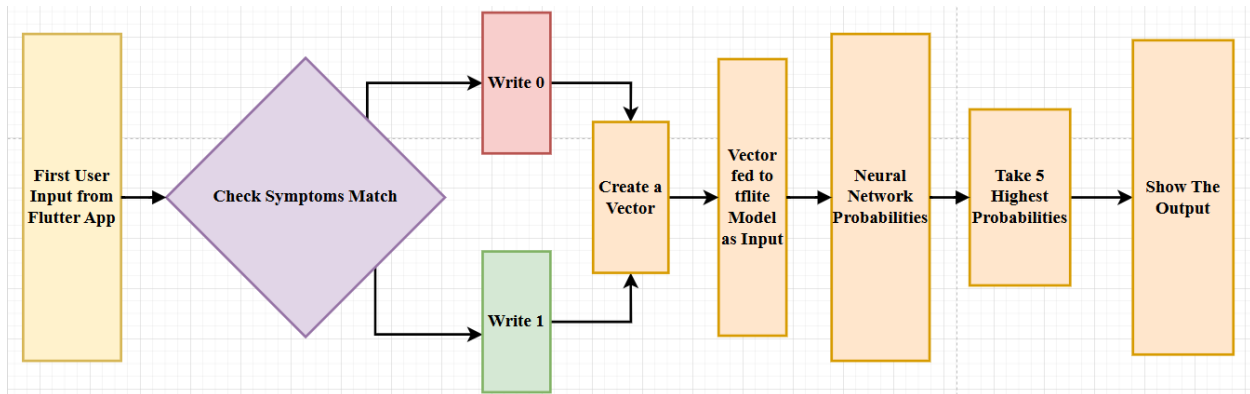 First User
Input from
Flutter App
Check Symptoms Match
Write 0
Write 1
Create a
Vector
Vector
fed to
tflite
Model
as Input
Neural
Network
Probabilities
Take 5
Highest
Probabilities
Show The
Output